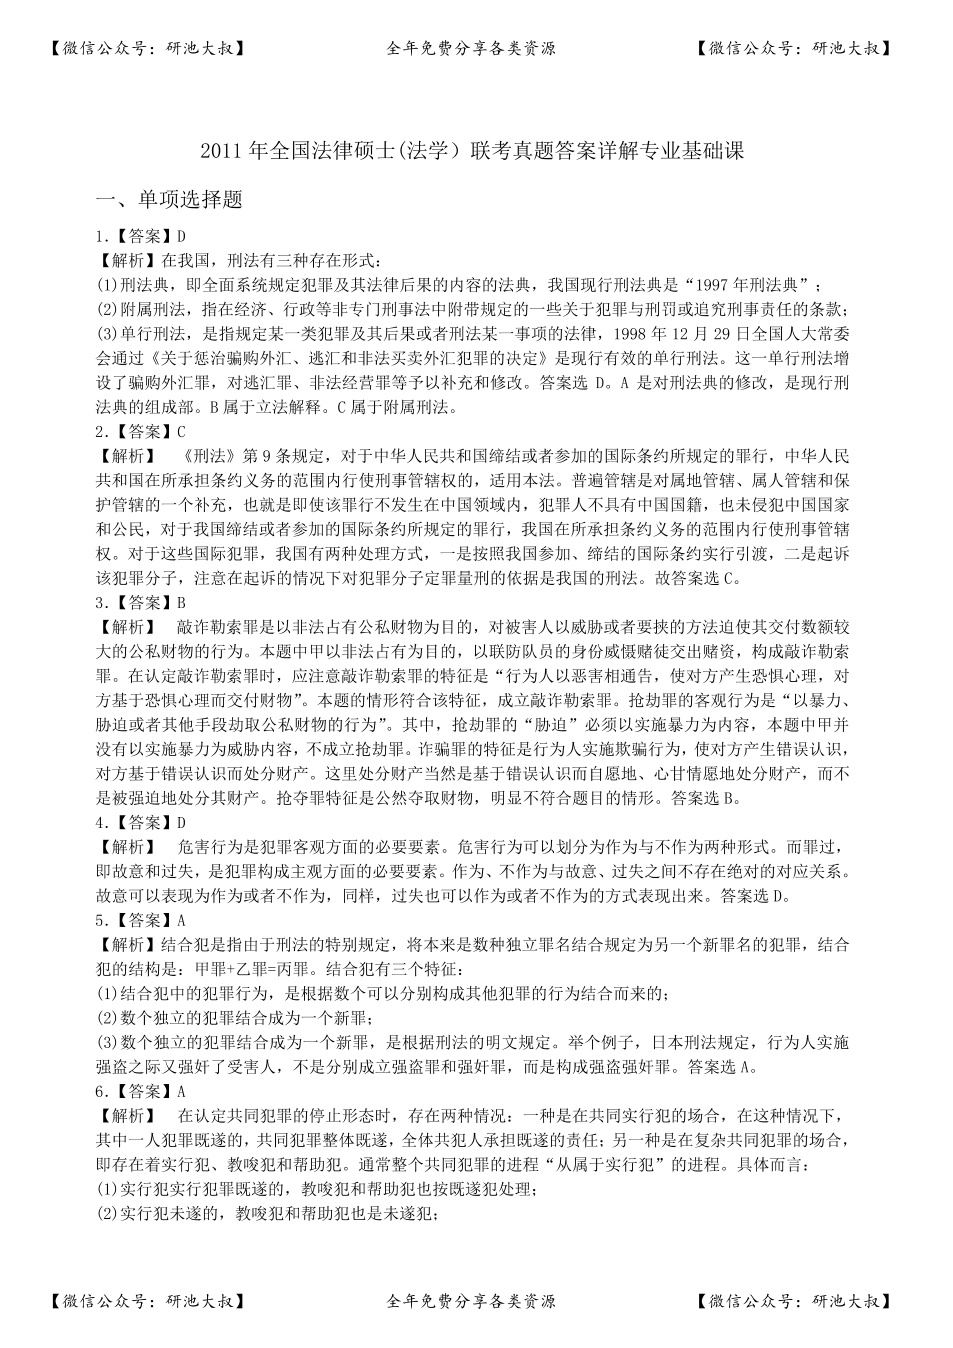 【微信公众号：研池大叔】 全年免费分享各类资源 【微信公众号：研池大叔】
2011 年全国法律硕士(法学）联考真题答案详解专业基础课
一、单项选择题
1.【答案】D
【解析】在我国，刑法有三种存在形式：
(1)刑法典，即全面系统规定犯罪及其法律后果的内容的法典，我国现行刑法典是“1997 年刑法典”；
(2)附属刑法，指在经济、行政等非专门刑事法中附带规定的一些关于犯罪与刑罚或追究刑事责任的条款；
(3)单行刑法，是指规定某一类犯罪及其后果或者刑法某一事项的法律，1998 年 12 月 29 日全国人大常委
会通过《关于惩治骗购外汇、逃汇和非法买卖外汇犯罪的决定》是现行有效的单行刑法。这一单行刑法增
设了骗购外汇罪，对逃汇罪、非法经营罪等予以补充和修改。答案选 D。A 是对刑法典的修改，是现行刑
法典的组成部。B 属于立法解释。C 属于附属刑法。
2.【答案】C
【解析】 《刑法》第 9 条规定，对于中华人民共和国缔结或者参加的国际条约所规定的罪行，中华人民
共和国在所承担条约义务的范围内行使刑事管辖权的，适用本法。普遍管辖是对属地管辖、属人管辖和保
护管辖的一个补充，也就是即使该罪行不发生在中国领域内，犯罪人不具有中国国籍，也未侵犯中国国家
和公民，对于我国缔结或者参加的国际条约所规定的罪行，我国在所承担条约义务的范围内行使刑事管辖
权。对于这些国际犯罪，我国有两种处理方式，一是按照我国参加、缔结的国际条约实行引渡，二是起诉
该犯罪分子，注意在起诉的情况下对犯罪分子定罪量刑的依据是我国的刑法。故答案选 C。
3.【答案】B
【解析】 敲诈勒索罪是以非法占有公私财物为目的，对被害人以威胁或者要挟的方法迫使其交付数额较
大的公私财物的行为。本题中甲以非法占有为目的，以联防队员的身份威慑赌徒交出赌资，构成敲诈勒索
罪。在认定敲诈勒索罪时，应注意敲诈勒索罪的特征是“行为人以恶害相通告，使对方产生恐惧心理，对
方基于恐惧心理而交付财物”。本题的情形符合该特征，成立敲诈勒索罪。抢劫罪的客观行为是“以暴力、
胁迫或者其他手段劫取公私财物的行为”。其中，抢劫罪的“胁迫”必须以实施暴力为内容，本题中甲并
没有以实施暴力为威胁内容，不成立抢劫罪。诈骗罪的特征是行为人实施欺骗行为，使对方产生错误认识，
对方基于错误认识而处分财产。这里处分财产当然是基于错误认识而自愿地、心甘情愿地处分财产，而不
是被强迫地处分其财产。抢夺罪特征是公然夺取财物，明显不符合题目的情形。答案选 B。
4.【答案】D
【解析】 危害行为是犯罪客观方面的必要要素。危害行为可以划分为作为与不作为两种形式。而罪过，
即故意和过失，是犯罪构成主观方面的必要要素。作为、不作为与故意、过失之间不存在绝对的对应关系。
故意可以表现为作为或者不作为，同样，过失也可以作为或者不作为的方式表现出来。答案选 D。
5.【答案】A
【解析】结合犯是指由于刑法的特别规定，将本来是数种独立罪名结合规定为另一个新罪名的犯罪，结合
犯的结构是：甲罪+乙罪=丙罪。结合犯有三个特征：
(1)结合犯中的犯罪行为，是根据数个可以分别构成其他犯罪的行为结合而来的；
(2)数个独立的犯罪结合成为一个新罪；
(3)数个独立的犯罪结合成为一个新罪，是根据刑法的明文规定。举个例子，日本刑法规定，行为人实施
强盗之际又强奸了受害人，不是分别成立强盗罪和强奸罪，而是构成强盗强奸罪。答案选 A。
6.【答案】A
【解析】 在认定共同犯罪的停止形态时，存在两种情况：一种是在共同实行犯的场合，在这种情况下，
其中一人犯罪既遂的，共同犯罪整体既遂，全体共犯人承担既遂的责任；另一种是在复杂共同犯罪的场合，
即存在着实行犯、教唆犯和帮助犯。通常整个共同犯罪的进程“从属于实行犯”的进程。具体而言：
(1)实行犯实行犯罪既遂的，教唆犯和帮助犯也按既遂犯处理；
(2)实行犯未遂的，教唆犯和帮助犯也是未遂犯；
【微信公众号：研池大叔】 全年免费分享各类资源 【微信公众号：研池大叔】